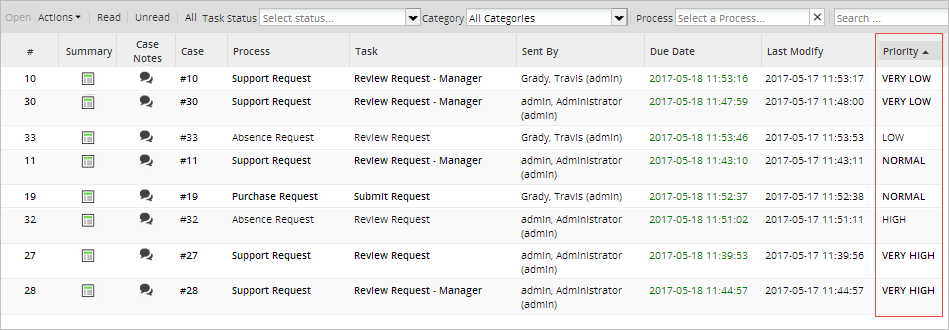 Open Actions Read Unread All Task Status Select status... Category All Categories Process Select a Process... Search ...
# Summary Case Notes Case Process Task Sent By Due Date Last Modify Priority
10 #10 Support Request Review Request - Manager Grady, Travis (admin) 2017-05-18 11:53:16 2017-05-17 11:53:17 VERY LOW
30 #30 Support Request Review Request - Manager admin, Administrator (admin) 2017-05-18 11:47:59 2017-05-17 11:48:00 VERY LOW
33 #33 Absence Request Review Request Grady, Travis (admin) 2017-05-18 11:53:46 2017-05-17 11:53:53 LOW
11 #11 Support Request Review Request - Manager admin, Administrator (admin) 2017-05-18 11:43:10 2017-05-17 11:43:11 NORMAL
19 #19 Purchase Request Submit Request Grady, Travis (admin) 2017-05-18 11:52:37 2017-05-17 11:52:38 NORMAL
32 #32 Absence Request Review Request admin, Administrator (admin) 2017-05-18 11:51:02 2017-05-17 11:51:11 HIGH
27 #27 Support Request Review Request - Manager admin, Administrator (admin) 2017-05-18 11:39:53 2017-05-17 11:39:56 VERY HIGH
28 #28 Support Request Review Request - Manager admin, Administrator (admin) 2017-05-18 11:44:57 2017-05-17 11:44:57 VERY HIGH